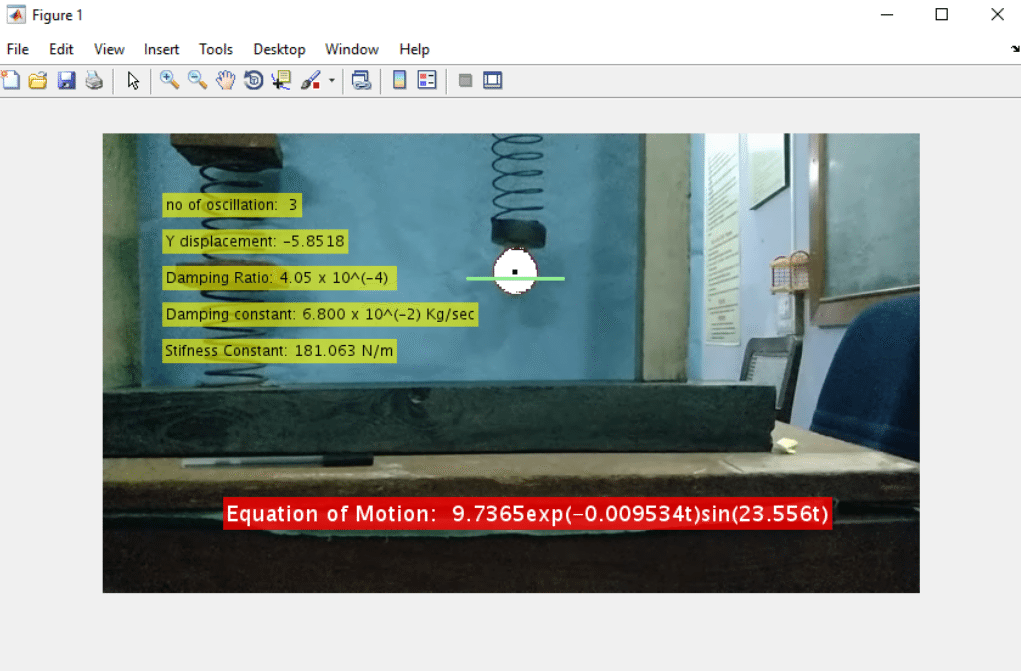 Figure 1
File Edit View Insert Tools Desktop Window Help
no of oscillation: 3
Y displacement: -5.8518
Damping Ratio: 4.05 x 10^(-4)
Damping constant: 6.800 x 10^(-2) Kg/sec
Stifness Constant: 181.063 N/m
Equation of Motion: 9.7365exp(-0.009534t)sin(23.556t)